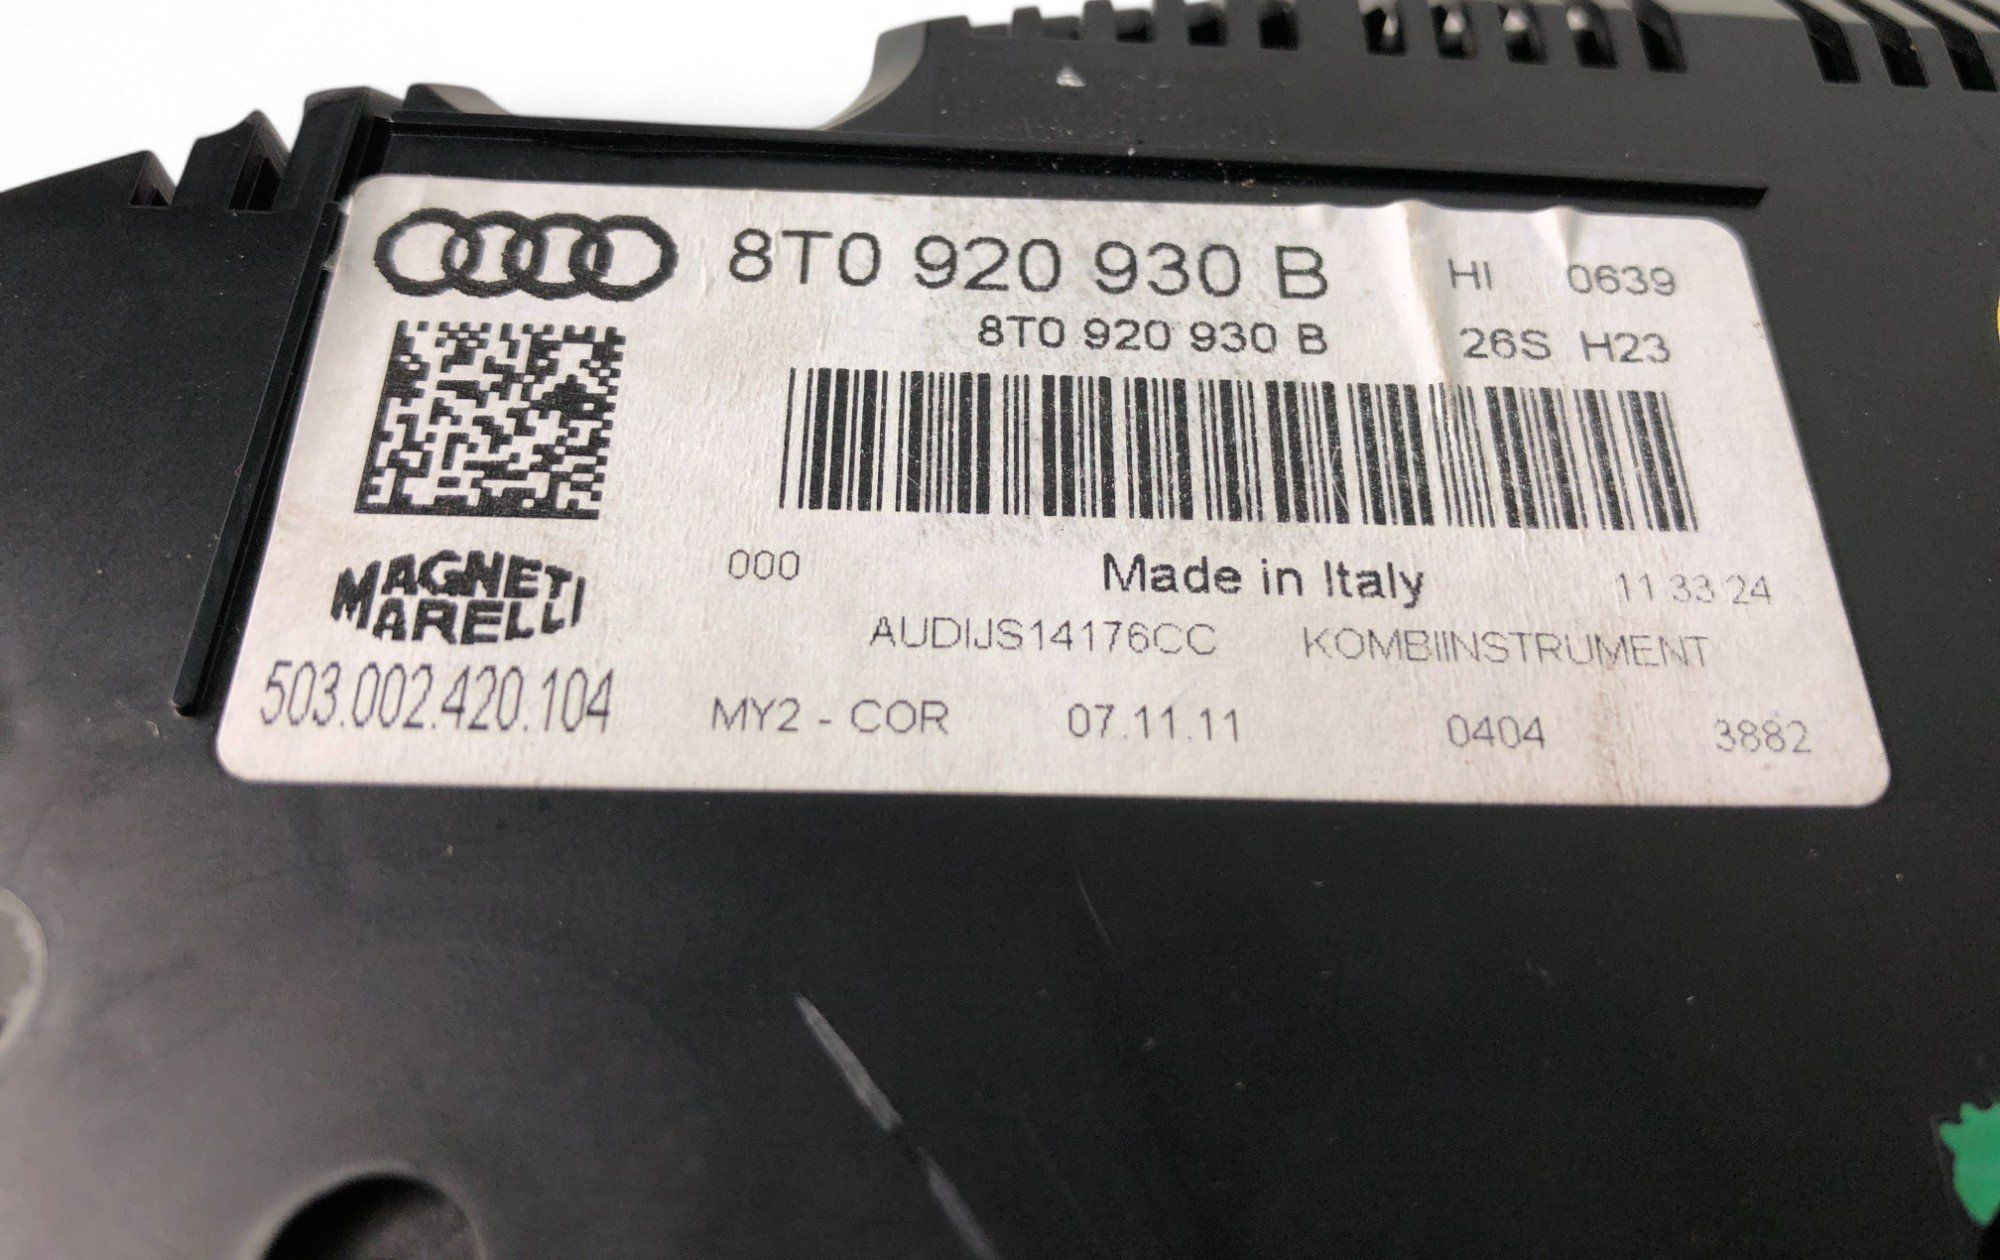 8T0 920 930 B HI 0639
8T0 920 930 B 26S H23
000 Made in Italy 11 33 24
MAGNETI
MARELLI
AUDIJS14176CC KOMBIINSTRUMENT
503.002.420.104 MY2 - COR 07.11.11 0404 3882